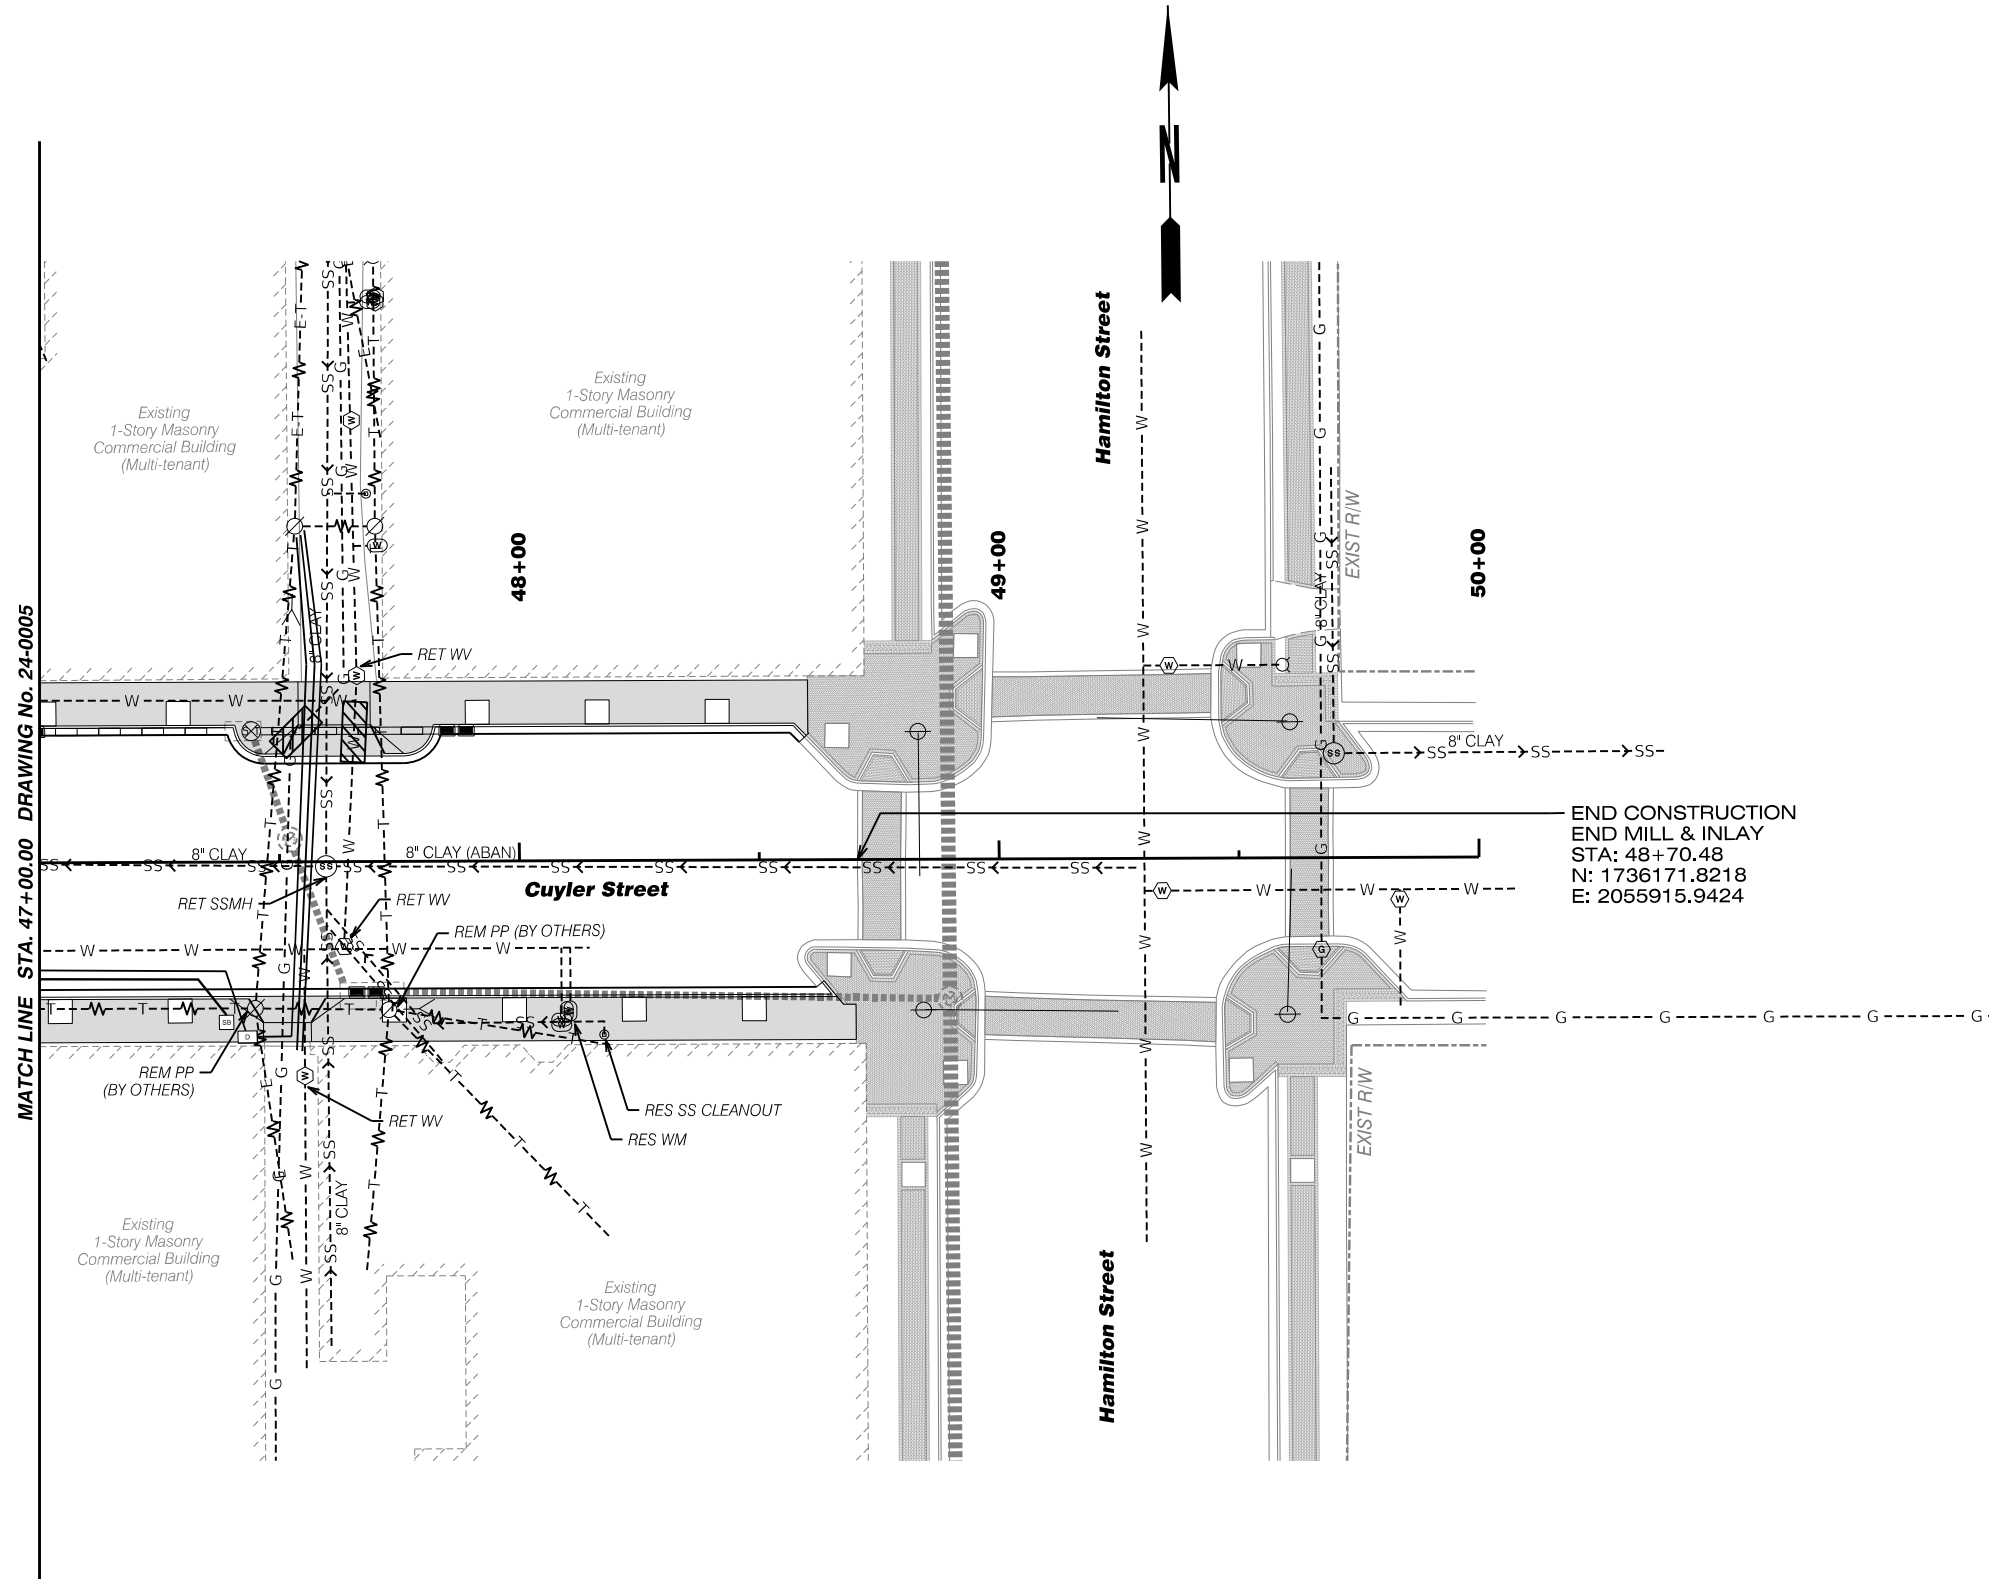 N
Hamilton Street
Existing
1-Story Masonry
Commercial Building
(Multi-tenant)
Existing
1-Story Masonry
Commercial Building
(Multi-tenant)
48+00
49+00
50+00
EXIST R/W
8" CLAY
8" CLAY
RET WV
MATCH LINE STA. 47+00.00 DRAWING No. 24-0005
8" CLAY
END CONSTRUCTION
END MILL & INLAY
STA: 48+70.48
N: 1736171.8218
E: 2055915.9424
8" CLAY
8" CLAY (ABAN)
Cuyler Street
RET SSMH
RET WV
REM PP (BY OTHERS)
REM PP
(BY OTHERS)
RET WV
RES SS CLEANOUT
RES WM
EXIST R/W
8" CLAY
Existing
1-Story Masonry
Commercial Building
(Multi-tenant)
Existing
1-Story Masonry
Commercial Building
(Multi-tenant)
Hamilton Street